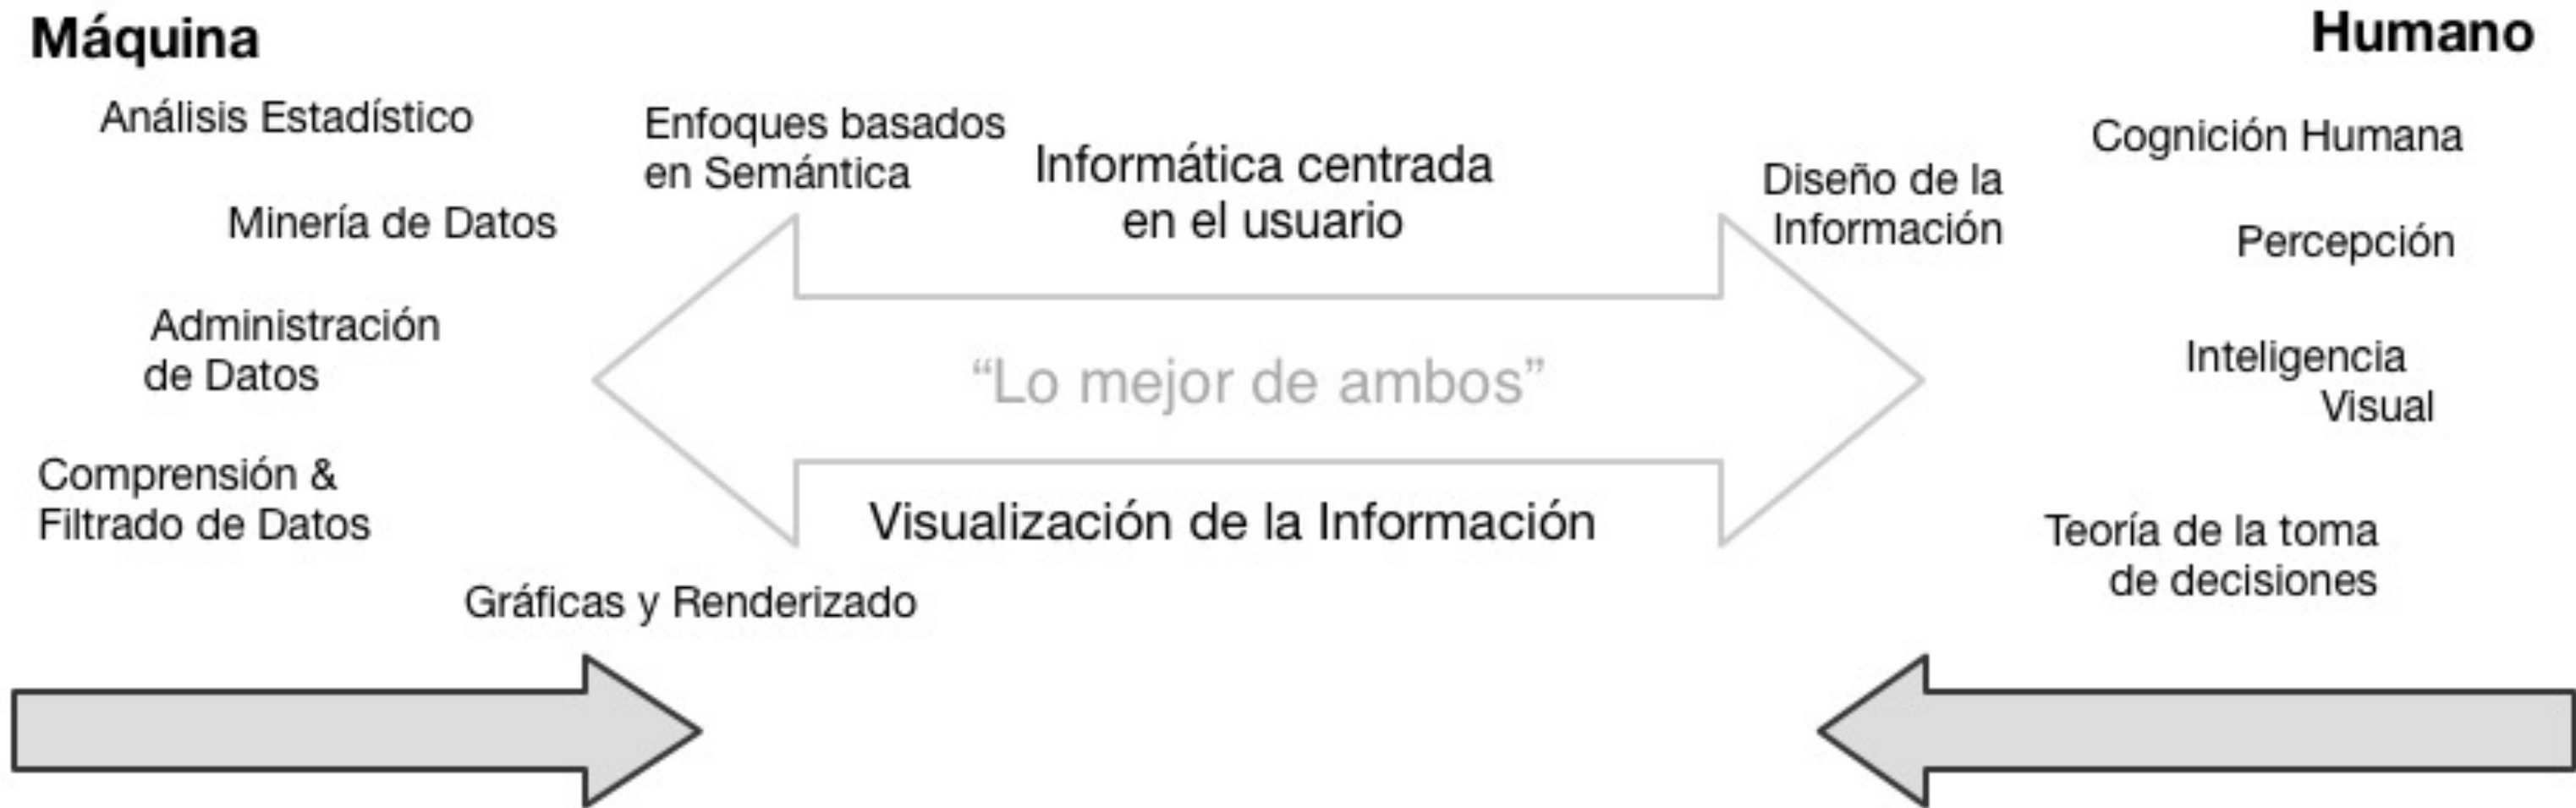 Máquina
Humano
Análisis Estadístico
Minería de Datos
Administración
de Datos
Comprensión &
Filtrado de Datos
Enfoques basados
en Semántica
Gráficas y Renderizado
Informática centrada
en el usuario
“Lo mejor de ambos”
Visualización de la Información
Diseño de la
Información
Cognición Humana
Percepción
Inteligencia
Visual
Teoría de la toma
de decisiones